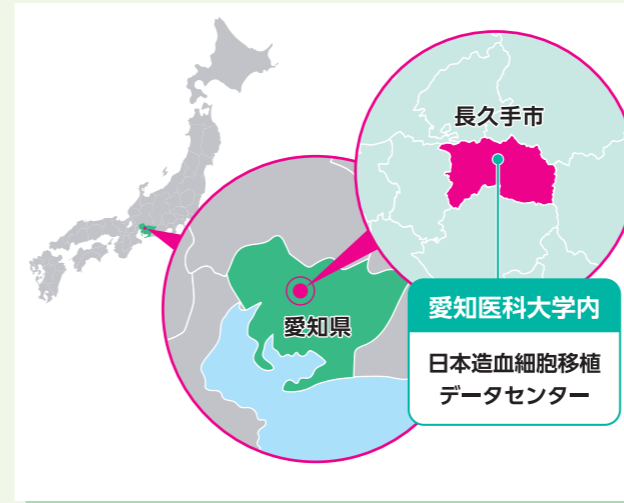 長久手市
愛知県
愛知医科大学内
日本造血細胞移植
データセンター